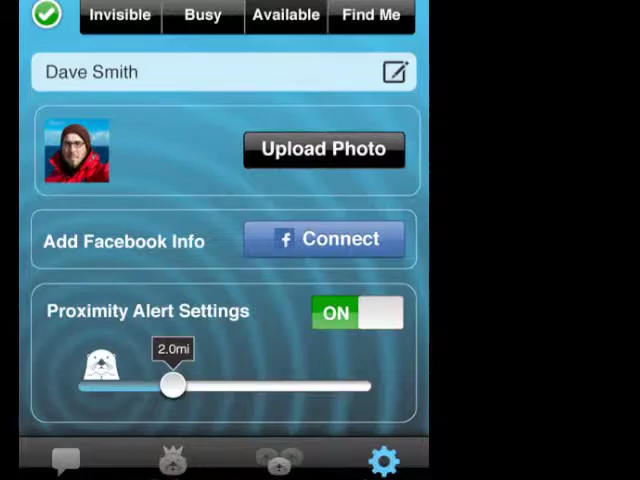 Invisible Busy Available Find Me
Dave Smith
Upload Photo
Add Facebook Info f Connect
Proximity Alert Settings ON
2.0mi